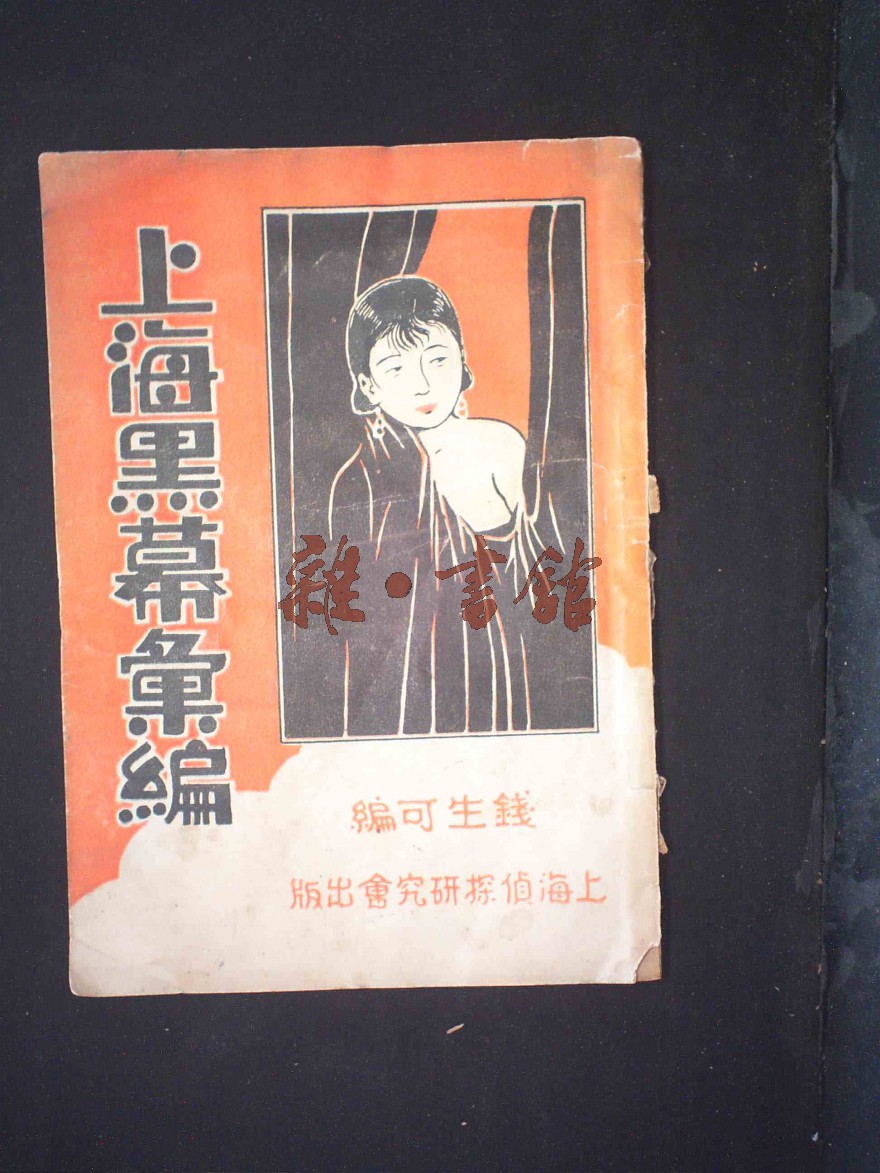 上海黑幕彙編
錢生可編
上海偵探研究會出版
雜·書館